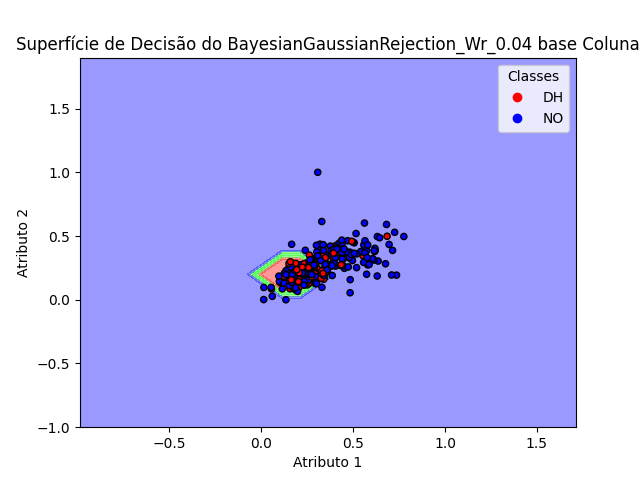 Superfície de Decisão do BayesianGaussianRejection_Wr_0.04 base Coluna
Classes
DH
NO
1.5
1.0
0.5
0.0
−0.5
−1.0
Atributo 2
−0.5
0.0
0.5
1.0
1.5
Atributo 1